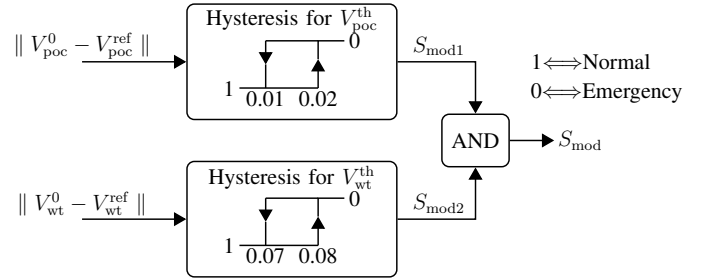 Hysteresis for V_poc^th
‖ V_poc^0 − V_poc^ref ‖
0
1
0.01 0.02
S_mod1
1⟺Normal
0⟺Emergency
AND
S_mod
Hysteresis for V_wt^th
‖ V_wt^0 − V_wt^ref ‖
0
1
0.07 0.08
S_mod2